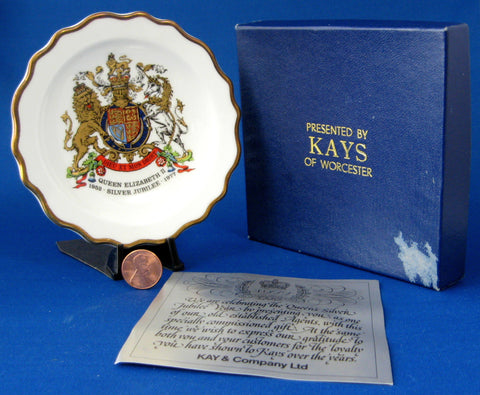 QUEEN ELIZABETH II
1952 · SILVER JUBILEE · 1977
PRESENTED BY
KAYS
OF WORCESTER
We are celebrating the Queens Silver
Jubilee Year by presenting you, as one
of our old established Agents, with this
specially commissioned gift. At the same
time we wish to express our gratitude to
both you and your customers for the loyalty
you have shown to Kays over the years.
KAY & Company Ltd